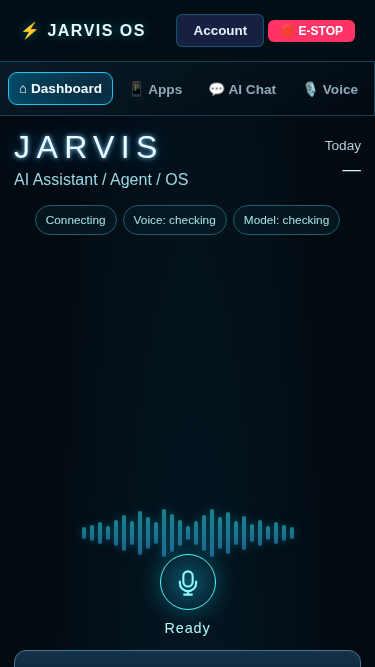 ⚡ JARVIS OS
Account
🛑 E-STOP
⌂ Dashboard
📱 Apps
💬 AI Chat
🎙️ Voice
JARVIS
AI Assistant / Agent / OS
Today
—
Connecting
Voice: checking
Model: checking
Ready